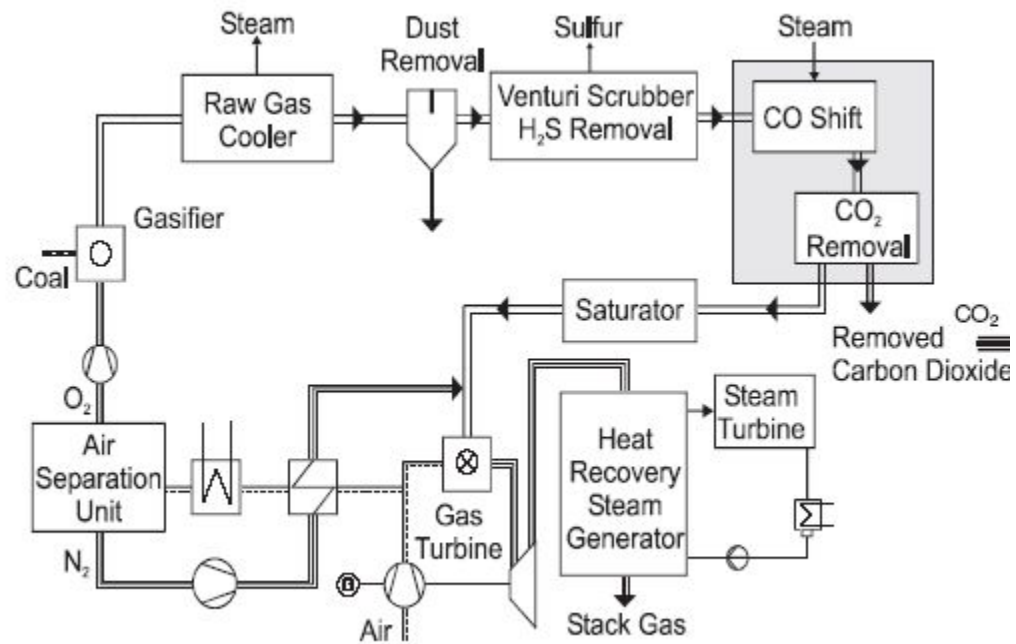 Steam
Raw Gas
Cooler
Dust
Removal
Sulfur
Venturi Scrubber
H₂S Removal
Steam
CO Shift
CO₂
Removal
Gasifier
Coal
Saturator
CO₂
Removed
Carbon Dioxide
O₂
Air
Separation
Unit
N₂
Gas
Turbine
Air
Heat
Recovery
Steam
Generator
Steam
Turbine
Stack Gas